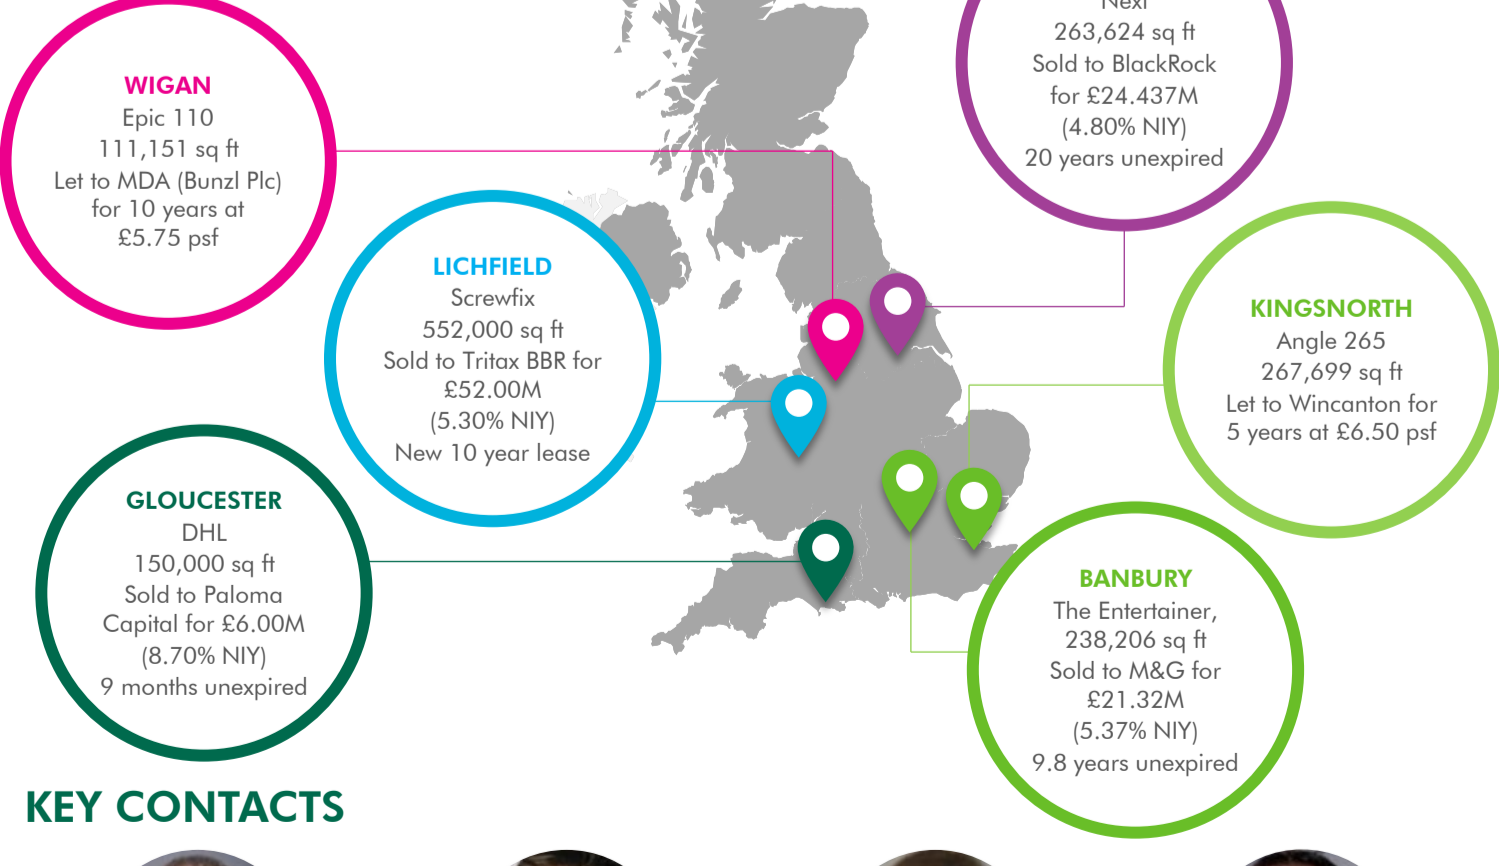 WIGAN
Epic 110
111,151 sq ft
Let to MDA (Bunzl Plc)
for 10 years at
£5.75 psf
Next
263,624 sq ft
Sold to BlackRock
for £24.437M
(4.80% NIY)
20 years unexpired
LICHFIELD
Screwfix
552,000 sq ft
Sold to Tritax BBR for
£52.00M
(5.30% NIY)
New 10 year lease
KINGSNORTH
Angle 265
267,699 sq ft
Let to Wincanton for
5 years at £6.50 psf
GLOUCESTER
DHL
150,000 sq ft
Sold to Paloma
Capital for £6.00M
(8.70% NIY)
9 months unexpired
BANBURY
The Entertainer,
238,206 sq ft
Sold to M&G for
£21.32M
(5.37% NIY)
9.8 years unexpired
KEY CONTACTS